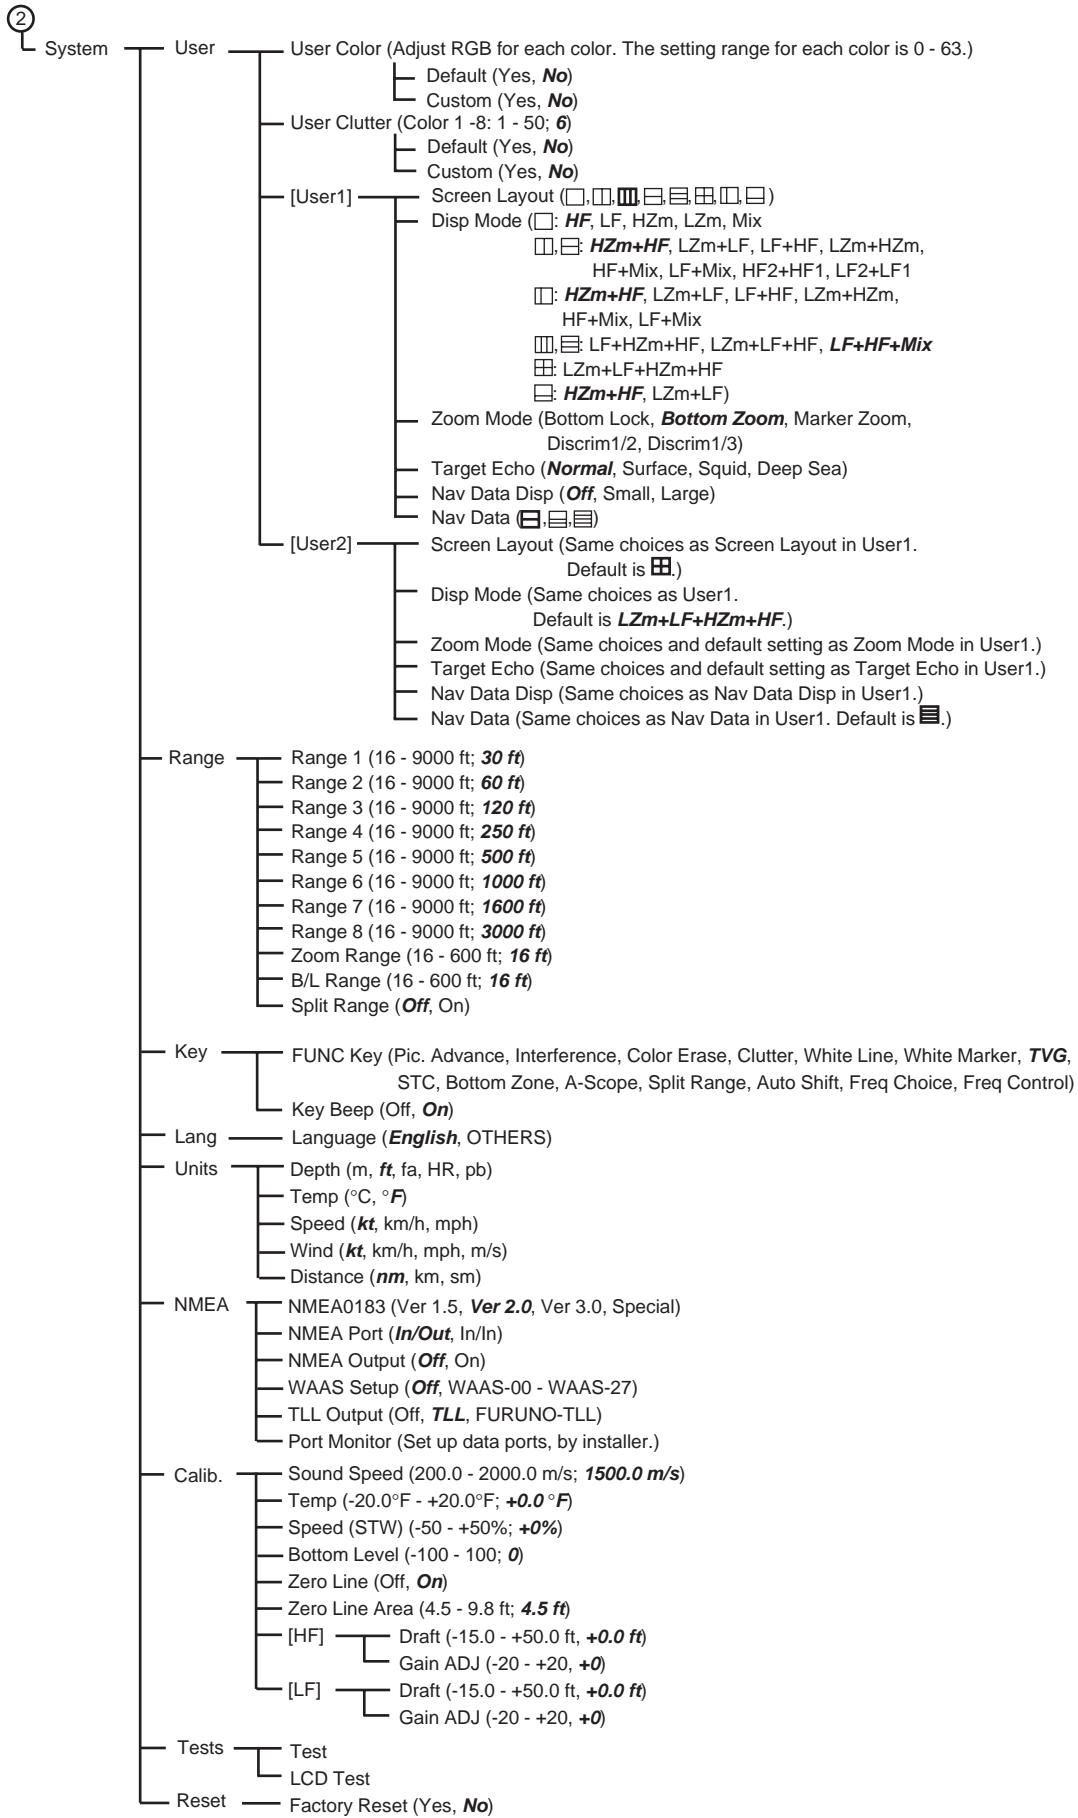 2
System User User Color (Adjust RGB for each color. The setting range for each color is 0 - 63.)
Default (Yes, No)
Custom (Yes, No)
User Clutter (Color 1 -8: 1 - 50; 6)
Default (Yes, No)
Custom (Yes, No)
[User1] Screen Layout ( , , , , , , , )
Disp Mode ( : HF, LF, HZm, LZm, Mix
, : HZm+HF, LZm+LF, LF+HF, LZm+HZm,
HF+Mix, LF+Mix, HF2+HF1, LF2+LF1
: HZm+HF, LZm+LF, LF+HF, LZm+HZm,
HF+Mix, LF+Mix
, : LF+HZm+HF, LZm+LF+HF, LF+HF+Mix
: LZm+LF+HZm+HF
: HZm+HF, LZm+LF)
Zoom Mode (Bottom Lock, Bottom Zoom, Marker Zoom,
Discrim1/2, Discrim1/3)
Target Echo (Normal, Surface, Squid, Deep Sea)
Nav Data Disp (Off, Small, Large)
Nav Data ( , , )
[User2] Screen Layout (Same choices as Screen Layout in User1.
Default is .)
Disp Mode (Same choices as User1.
Default is LZm+LF+HZm+HF.)
Zoom Mode (Same choices and default setting as Zoom Mode in User1.)
Target Echo (Same choices and default setting as Target Echo in User1.)
Nav Data Disp (Same choices as Nav Data Disp in User1.)
Nav Data (Same choices as Nav Data in User1. Default is .)
Range Range 1 (16 - 9000 ft; 30 ft)
Range 2 (16 - 9000 ft; 60 ft)
Range 3 (16 - 9000 ft; 120 ft)
Range 4 (16 - 9000 ft; 250 ft)
Range 5 (16 - 9000 ft; 500 ft)
Range 6 (16 - 9000 ft; 1000 ft)
Range 7 (16 - 9000 ft; 1600 ft)
Range 8 (16 - 9000 ft; 3000 ft)
Zoom Range (16 - 600 ft; 16 ft)
B/L Range (16 - 600 ft; 16 ft)
Split Range (Off, On)
Key FUNC Key (Pic. Advance, Interference, Color Erase, Clutter, White Line, White Marker, TVG,
STC, Bottom Zone, A-Scope, Split Range, Auto Shift, Freq Choice, Freq Control)
Key Beep (Off, On)
Lang Language (English, OTHERS)
Units Depth (m, ft, fa, HR, pb)
Temp (°C, °F)
Speed (kt, km/h, mph)
Wind (kt, km/h, mph, m/s)
Distance (nm, km, sm)
NMEA NMEA0183 (Ver 1.5, Ver 2.0, Ver 3.0, Special)
NMEA Port (In/Out, In/In)
NMEA Output (Off, On)
WAAS Setup (Off, WAAS-00 - WAAS-27)
TLL Output (Off, TLL, FURUNO-TLL)
Port Monitor (Set up data ports, by installer.)
Calib. Sound Speed (200.0 - 2000.0 m/s; 1500.0 m/s)
Temp (-20.0°F - +20.0°F; +0.0 °F)
Speed (STW) (-50 - +50%; +0%)
Bottom Level (-100 - 100; 0)
Zero Line (Off, On)
Zero Line Area (4.5 - 9.8 ft; 4.5 ft)
[HF] Draft (-15.0 - +50.0 ft, +0.0 ft)
Gain ADJ (-20 - +20, +0)
[LF] Draft (-15.0 - +50.0 ft, +0.0 ft)
Gain ADJ (-20 - +20, +0)
Tests Test
LCD Test
Reset Factory Reset (Yes, No)